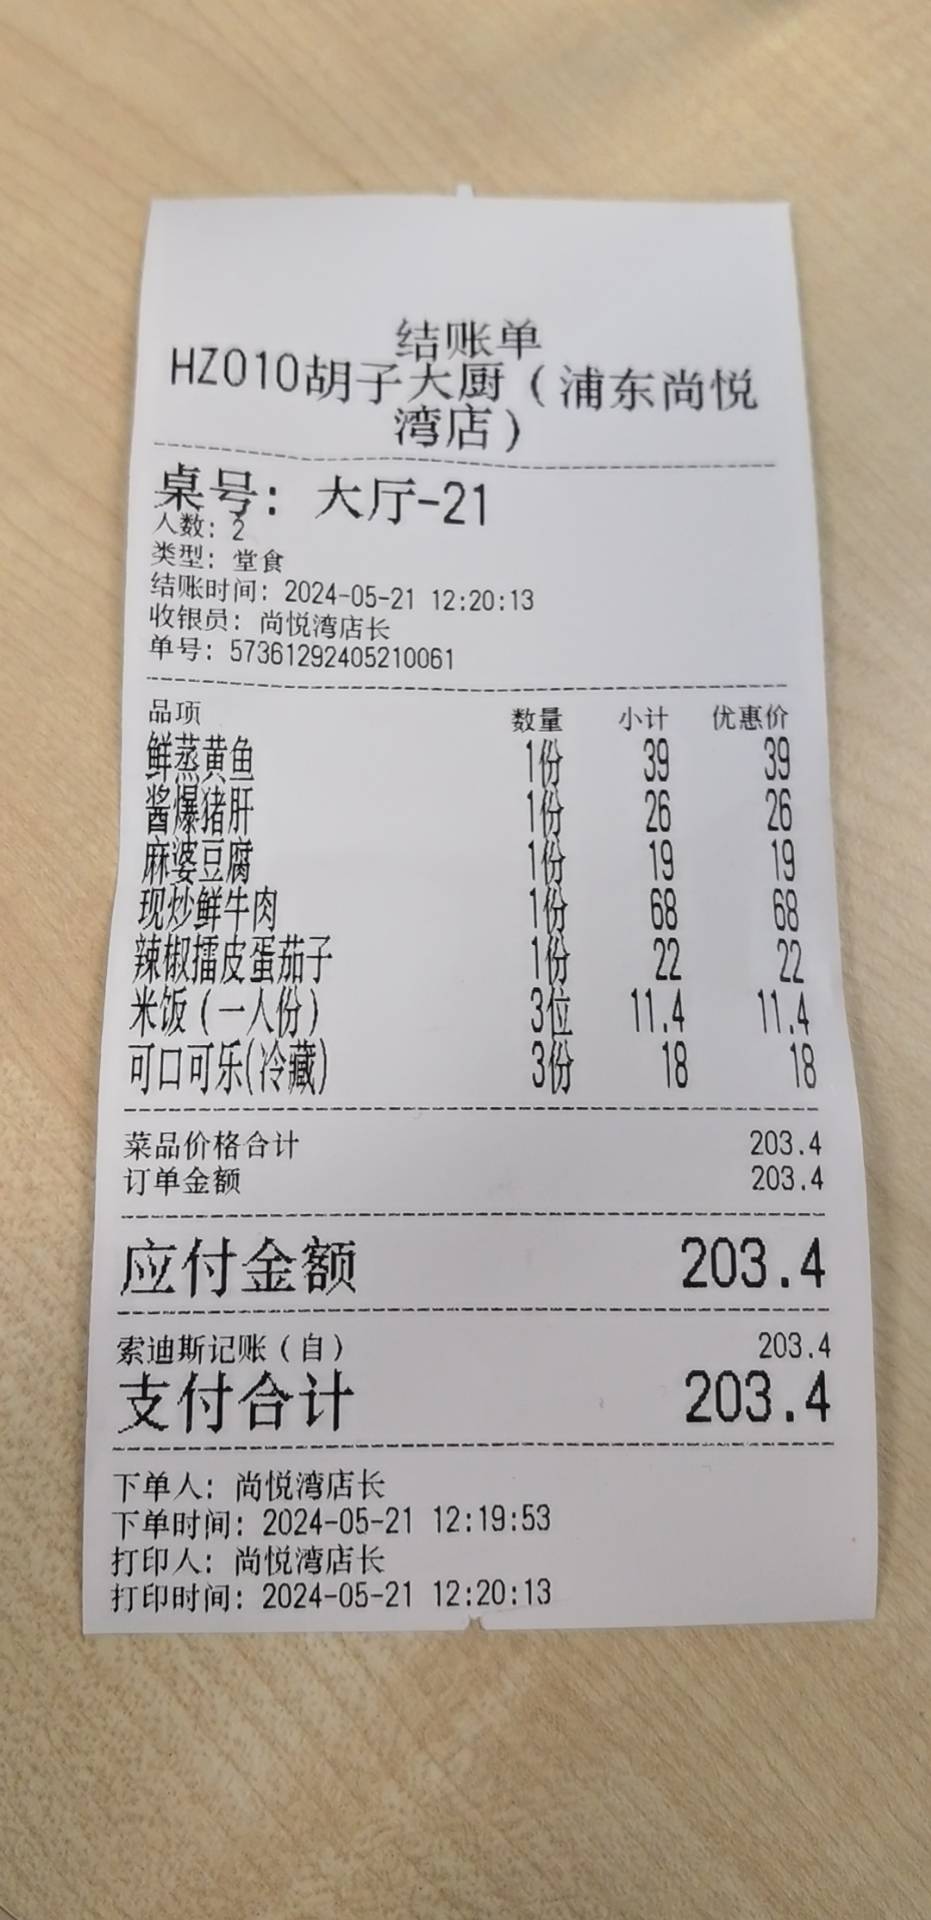 结账单
HZ010胡子大厨（浦东尚悦
湾店）
桌号：大厅-21
人数：2
类型：堂食
结账时间：2024-05-21 12:20:13
收银员：尚悦湾店长
单号：573612924052100​61
品项 数量 小计 优惠价
鲜蒸黄鱼 1份 39 39
酱爆猪肝 1份 26 26
麻婆豆腐 1份 19 19
现炒鲜牛肉 1份 68 68
辣椒擂皮蛋茄子 1份 22 22
米饭（一人份） 3位 11.4 11.4
可口可乐(冷藏) 3份 18 18
菜品价格合计 203.4
订单金额 203.4
应付金额 203.4
索迪斯记账（自） 203.4
支付合计 203.4
下单人：尚悦湾店长
下单时间：2024-05-21 12:19:53
打印人：尚悦湾店长
打印时间：2024-05-21 12:20:13